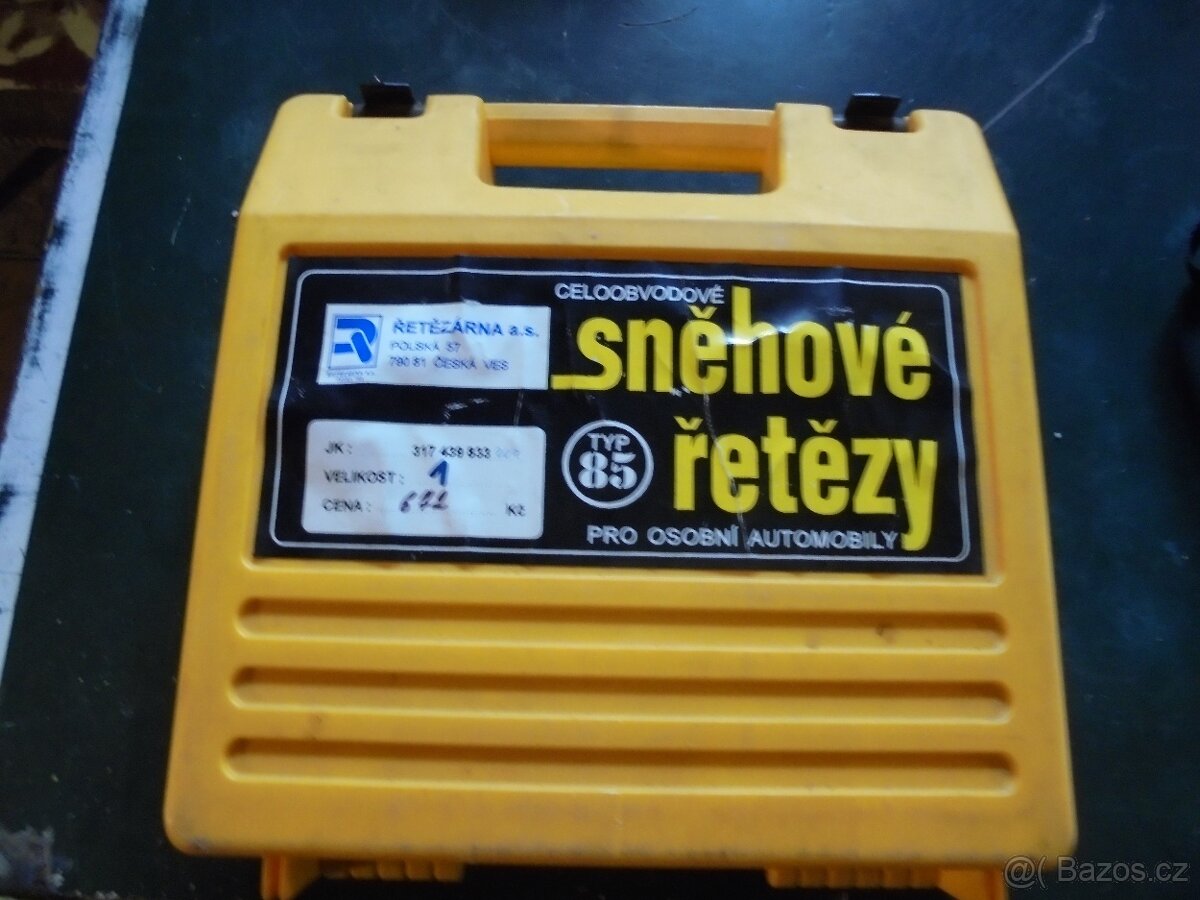 CELOOBVODOVÉ
sněhové
řetězy
TYP
85
PRO OSOBNÍ AUTOMOBILY
ŘETĚZÁRNA a.s.
POLSKÁ 57
790 81 ČESKÁ VES
JK: 317 439 833
VELIKOST: 1
CENA: 672 Kč
@( Bazos.cz